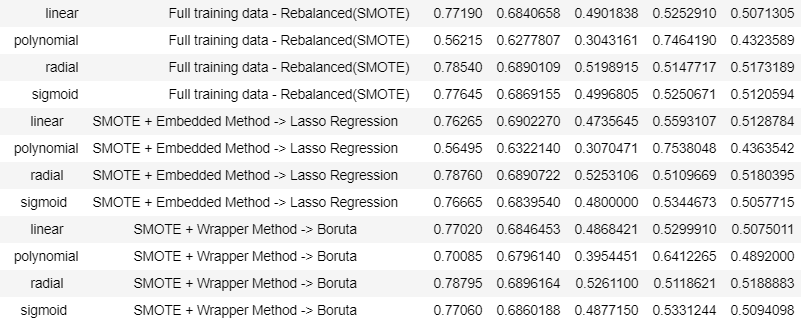 linear Full training data - Rebalanced(SMOTE) 0.77190 0.6840658 0.4901838 0.5252910 0.5071305
polynomial Full training data - Rebalanced(SMOTE) 0.56215 0.6277807 0.3043161 0.7464190 0.4323589
radial Full training data - Rebalanced(SMOTE) 0.78540 0.6890109 0.5198915 0.5147717 0.5173189
sigmoid Full training data - Rebalanced(SMOTE) 0.77645 0.6869155 0.4996805 0.5250671 0.5120594
linear SMOTE + Embedded Method -> Lasso Regression 0.76265 0.6902270 0.4735645 0.5593107 0.5128784
polynomial SMOTE + Embedded Method -> Lasso Regression 0.56495 0.6322140 0.3070471 0.7538048 0.4363542
radial SMOTE + Embedded Method -> Lasso Regression 0.78760 0.6890722 0.5253106 0.5109669 0.5180395
sigmoid SMOTE + Embedded Method -> Lasso Regression 0.76665 0.6839540 0.4800000 0.5344673 0.5057715
linear SMOTE + Wrapper Method -> Boruta 0.77020 0.6846453 0.4868421 0.5299910 0.5075011
polynomial SMOTE + Wrapper Method -> Boruta 0.70085 0.6796140 0.3954451 0.6412265 0.4892000
radial SMOTE + Wrapper Method -> Boruta 0.78795 0.6896164 0.5261100 0.5118621 0.5188883
sigmoid SMOTE + Wrapper Method -> Boruta 0.77060 0.6860188 0.4877150 0.5331244 0.5094098